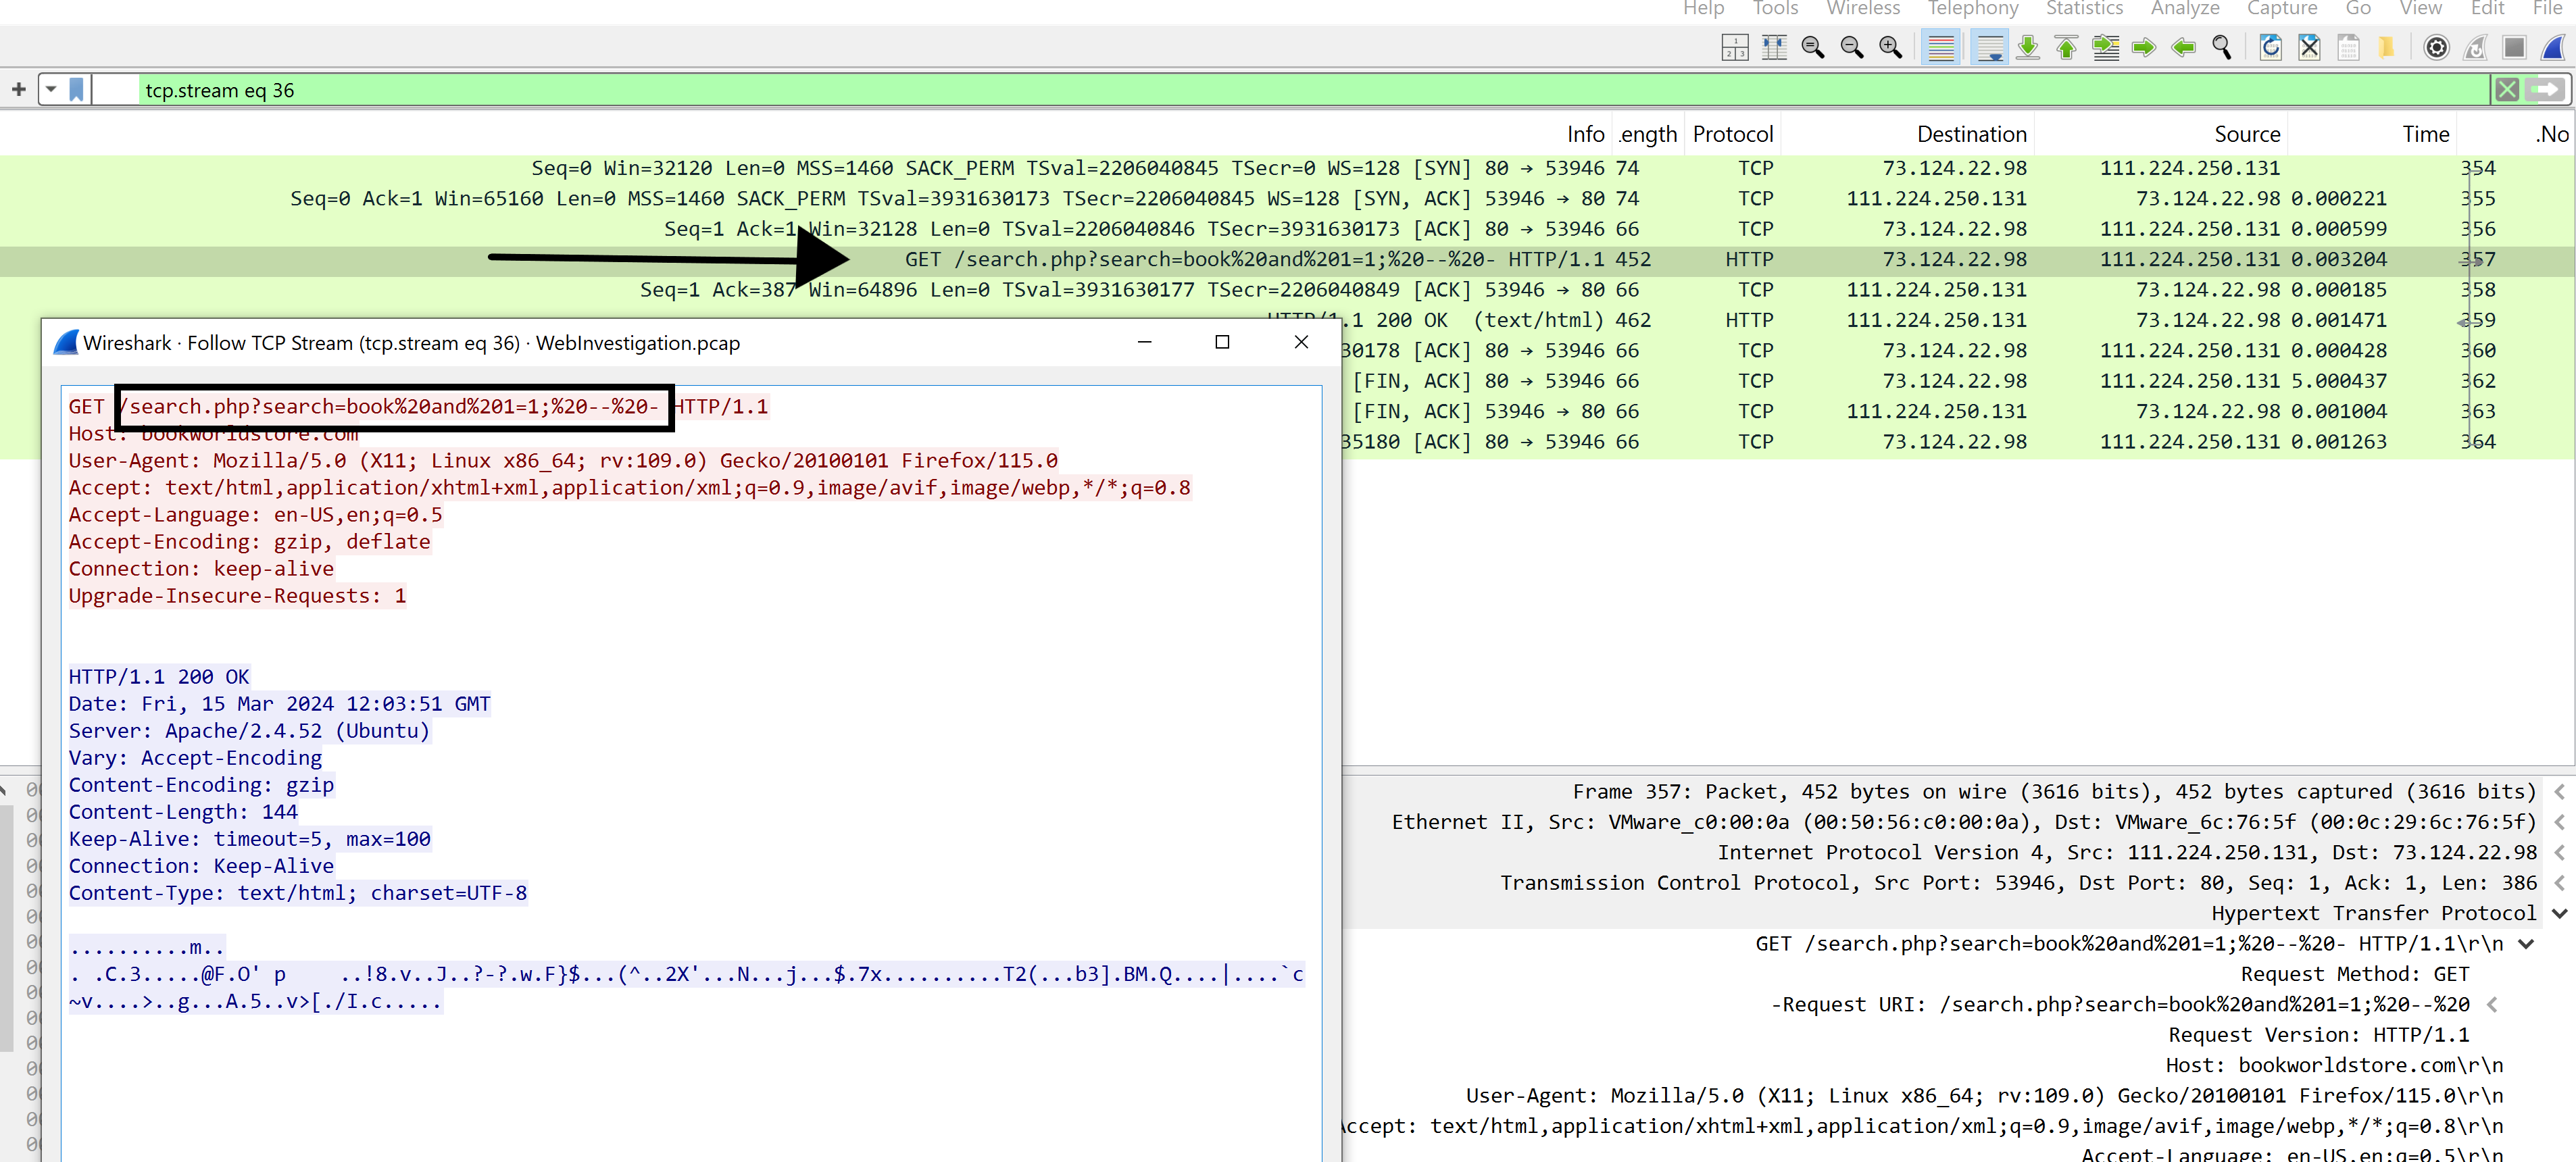 Help Tools Wireless Telephony Statistics Analyze Capture Go View Edit File
tcp.stream eq 36
Info .ength Protocol Destination Source Time .No
Seq=0 Win=32120 Len=0 MSS=1460 SACK_PERM TSval=2206040845 TSecr=0 WS=128 [SYN] 80 → 53946 74 TCP 73.124.22.98 111.224.250.131 354
Seq=0 Ack=1 Win=65160 Len=0 MSS=1460 SACK_PERM TSval=3931630173 TSecr=2206040845 WS=128 [SYN, ACK] 53946 → 80 74 TCP 111.224.250.131 73.124.22.98 0.000221 355
Seq=1 Ack=1 Win=32128 Len=0 TSval=2206040846 TSecr=3931630173 [ACK] 80 → 53946 66 TCP 73.124.22.98 111.224.250.131 0.000599 356
GET /search.php?search=book%20and%201=1;%20--%20- HTTP/1.1 452 HTTP 73.124.22.98 111.224.250.131 0.003204 357
Seq=1 Ack=387 Win=64896 Len=0 TSval=3931630177 TSecr=2206040849 [ACK] 53946 → 80 66 TCP 111.224.250.131 73.124.22.98 0.000185 358
HTTP/1.1 200 OK (text/html) 462 HTTP 111.224.250.131 73.124.22.98 0.001471 359
30178 [ACK] 80 → 53946 66 TCP 73.124.22.98 111.224.250.131 0.000428 360
[FIN, ACK] 80 → 53946 66 TCP 73.124.22.98 111.224.250.131 5.000437 362
[FIN, ACK] 53946 → 80 66 TCP 111.224.250.131 73.124.22.98 0.001004 363
35180 [ACK] 80 → 53946 66 TCP 73.124.22.98 111.224.250.131 0.001263 364
Wireshark · Follow TCP Stream (tcp.stream eq 36) · WebInvestigation.pcap
GET /search.php?search=book%20and%201=1;%20--%20- HTTP/1.1
Host: bookworldstore.com
User-Agent: Mozilla/5.0 (X11; Linux x86_64; rv:109.0) Gecko/20100101 Firefox/115.0
Accept: text/html,application/xhtml+xml,application/xml;q=0.9,image/avif,image/webp,*/*;q=0.8
Accept-Language: en-US,en;q=0.5
Accept-Encoding: gzip, deflate
Connection: keep-alive
Upgrade-Insecure-Requests: 1
HTTP/1.1 200 OK
Date: Fri, 15 Mar 2024 12:03:51 GMT
Server: Apache/2.4.52 (Ubuntu)
Vary: Accept-Encoding
Content-Encoding: gzip
Content-Length: 144
Keep-Alive: timeout=5, max=100
Connection: Keep-Alive
Content-Type: text/html; charset=UTF-8
..........m..
. .C.3.....@F.O' p ..!8.v..J..?-?.w.F}$...(^..2X'...N...j...$.7x..........T2(...b3].BM.Q....|....`c
~v....>..g...A.5..v>[./I.c.....
Frame 357: Packet, 452 bytes on wire (3616 bits), 452 bytes captured (3616 bits)
Ethernet II, Src: VMware_c0:00:0a (00:50:56:c0:00:0a), Dst: VMware_6c:76:5f (00:0c:29:6c:76:5f)
Internet Protocol Version 4, Src: 111.224.250.131, Dst: 73.124.22.98
Transmission Control Protocol, Src Port: 53946, Dst Port: 80, Seq: 1, Ack: 1, Len: 386
Hypertext Transfer Protocol
GET /search.php?search=book%20and%201=1;%20--%20- HTTP/1.1\r\n
Request Method: GET
-Request URI: /search.php?search=book%20and%201=1;%20--%20
Request Version: HTTP/1.1
Host: bookworldstore.com\r\n
User-Agent: Mozilla/5.0 (X11; Linux x86_64; rv:109.0) Gecko/20100101 Firefox/115.0\r\n
Accept: text/html,application/xhtml+xml,application/xml;q=0.9,image/avif,image/webp,*/*;q=0.8\r\n
Accept-Language: en-US,en;q=0.5\r\n